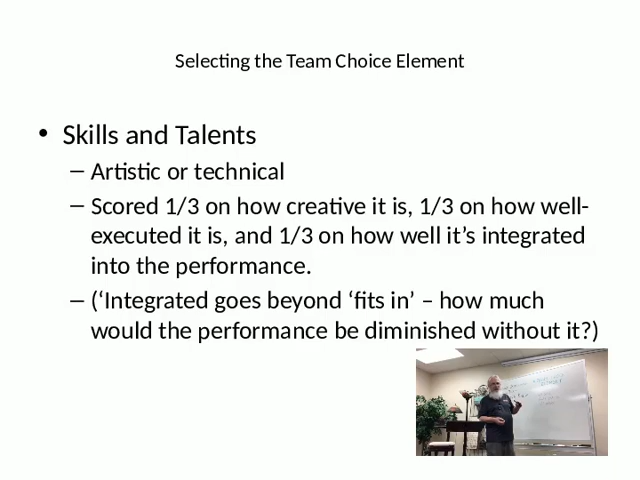 Selecting the Team Choice Element
• Skills and Talents
– Artistic or technical
– Scored 1/3 on how creative it is, 1/3 on how well-
executed it is, and 1/3 on how well it’s integrated
into the performance.
– (‘Integrated goes beyond ‘fits in’ – how much
would the performance be diminished without it?)